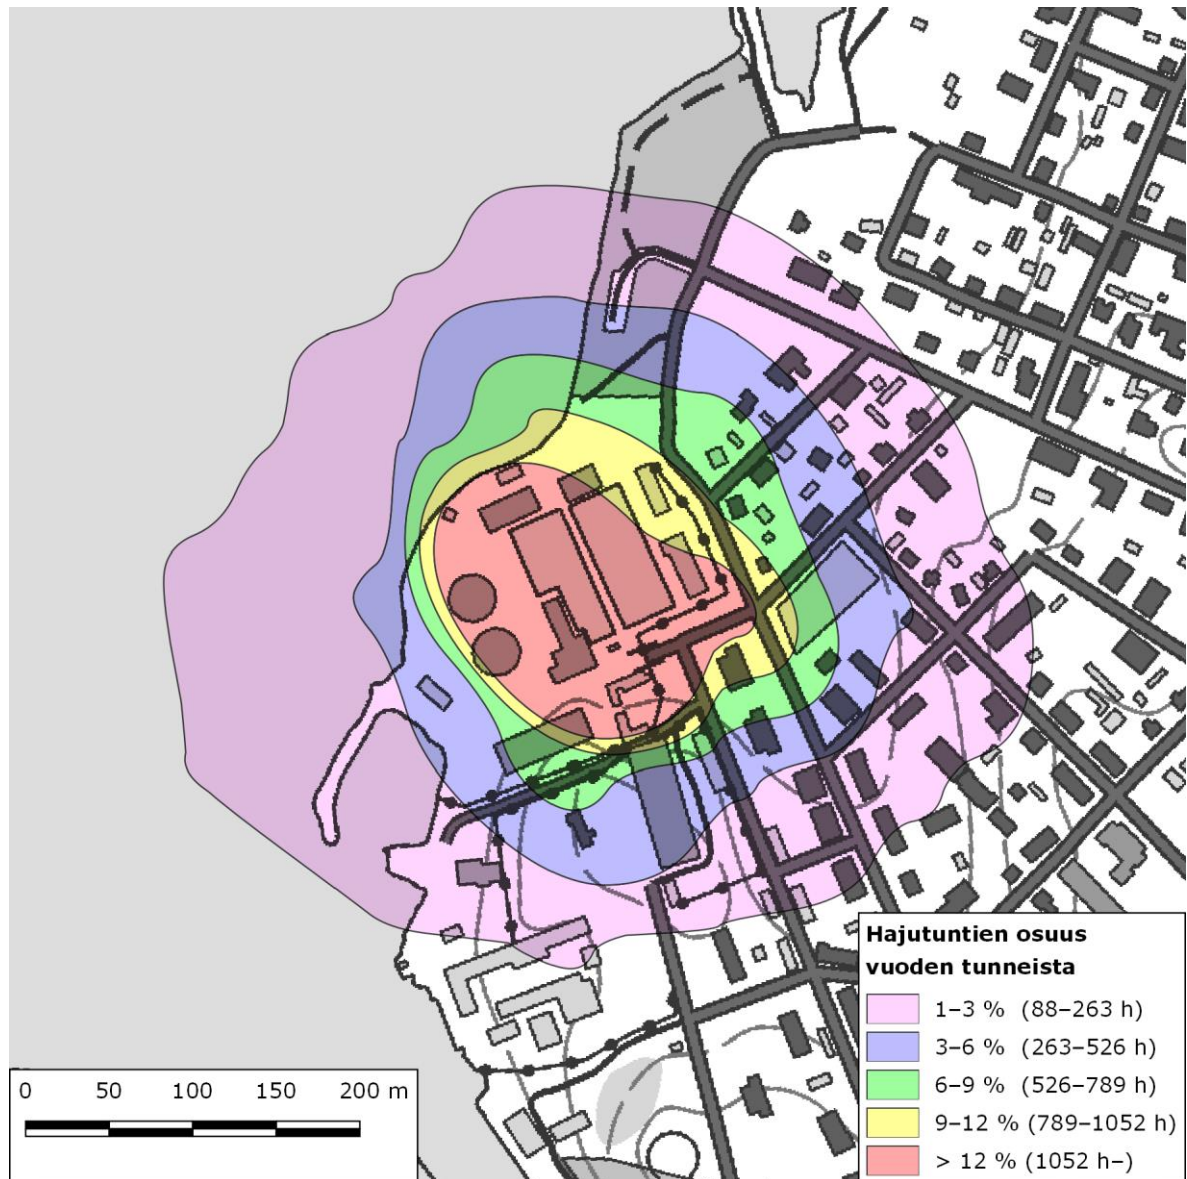 Hajutuntien osuus
vuoden tunneista
1–3 % (88–263 h)
3–6 % (263–526 h)
6–9 % (526–789 h)
9–12 % (789–1052 h)
> 12 % (1052 h–)
0 50 100 150 200 m